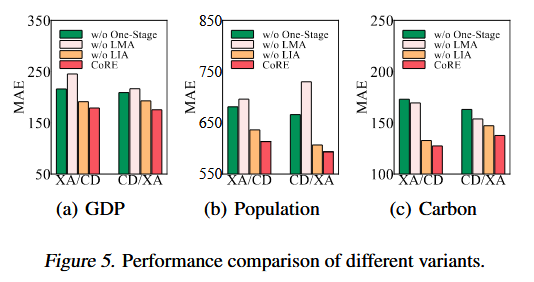 350
250
150
50
MAE
w/o One-Stage
w/o LMA
w/o LIA
CoRE
XA/CD
CD/XA
(a) GDP
850
750
650
550
MAE
w/o One-Stage
w/o LMA
w/o LIA
CoRE
XA/CD
CD/XA
(b) Population
250
200
150
100
MAE
w/o One-Stage
w/o LMA
w/o LIA
CoRE
XA/CD
CD/XA
(c) Carbon
Figure 5. Performance comparison of different variants.